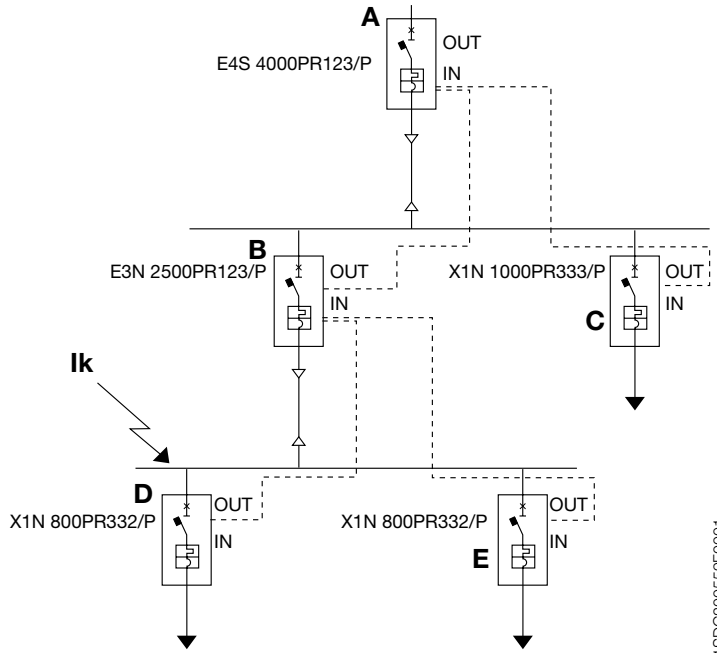 A
OUT
E4S 4000PR123/P
IN
B
E3N 2500PR123/P
OUT
X1N 1000PR333/P
OUT
IN
C
IN
Ik
D
OUT
X1N 800PR332/P
IN
X1N 800PR332/P
OUT
E
IN